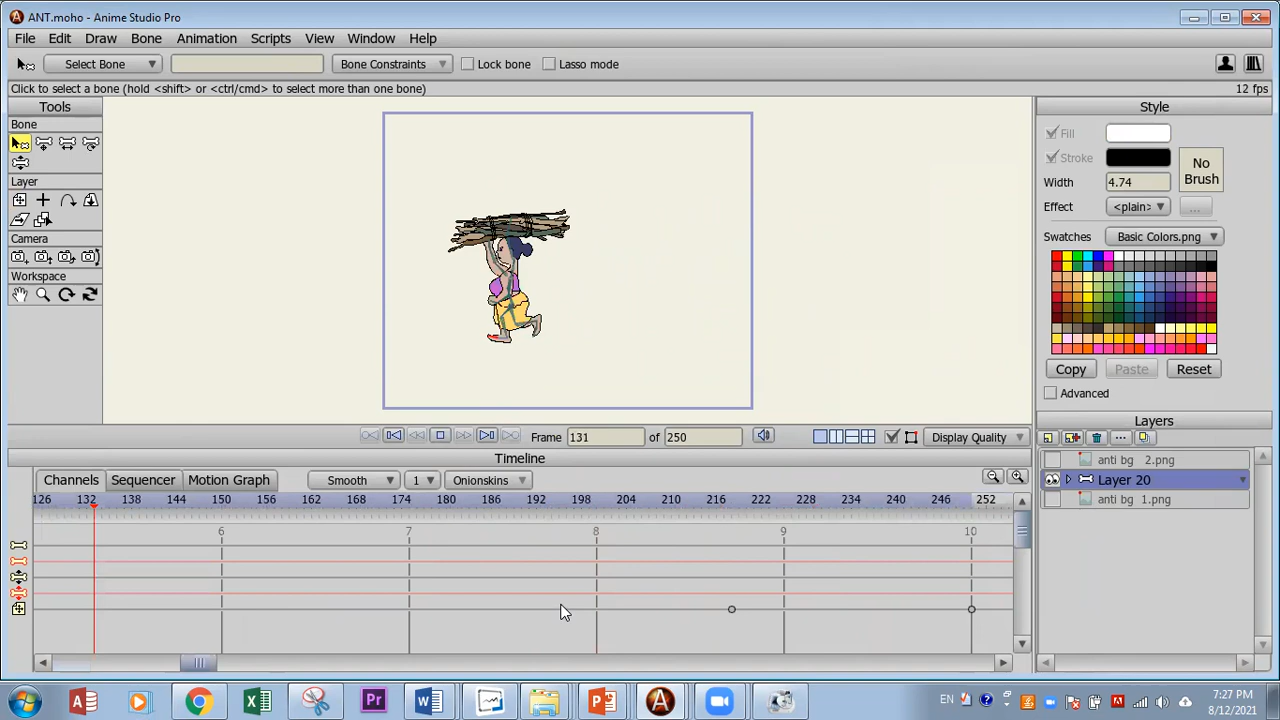 ANT.moho - Anime Studio Pro
File Edit Draw Bone Animation Scripts View Window Help
Select Bone Bone Constraints Lock bone Lasso mode
Click to select a bone (hold <shift> or <ctrl/cmd> to select more than one bone) 12 fps
Tools Style
Bone
Fill
Stroke No Brush
Layer
Width 4.74
Effect <plain> ...
Camera
Swatches Basic Colors.png
Workspace
Copy Paste Reset
Advanced
Layers
Frame 131 of 250 Display Quality
Timeline
anti bg 2.png
Channels Sequencer Motion Graph Smooth 1 Onionskins
Layer 20
126 132 138 144 150 156 162 168 174 180 186 192 198 204 210 216 222 228 234 240 246 252
anti bg 1.png
6 7 8 9 10
EN 7:27 PM
8/12/2021